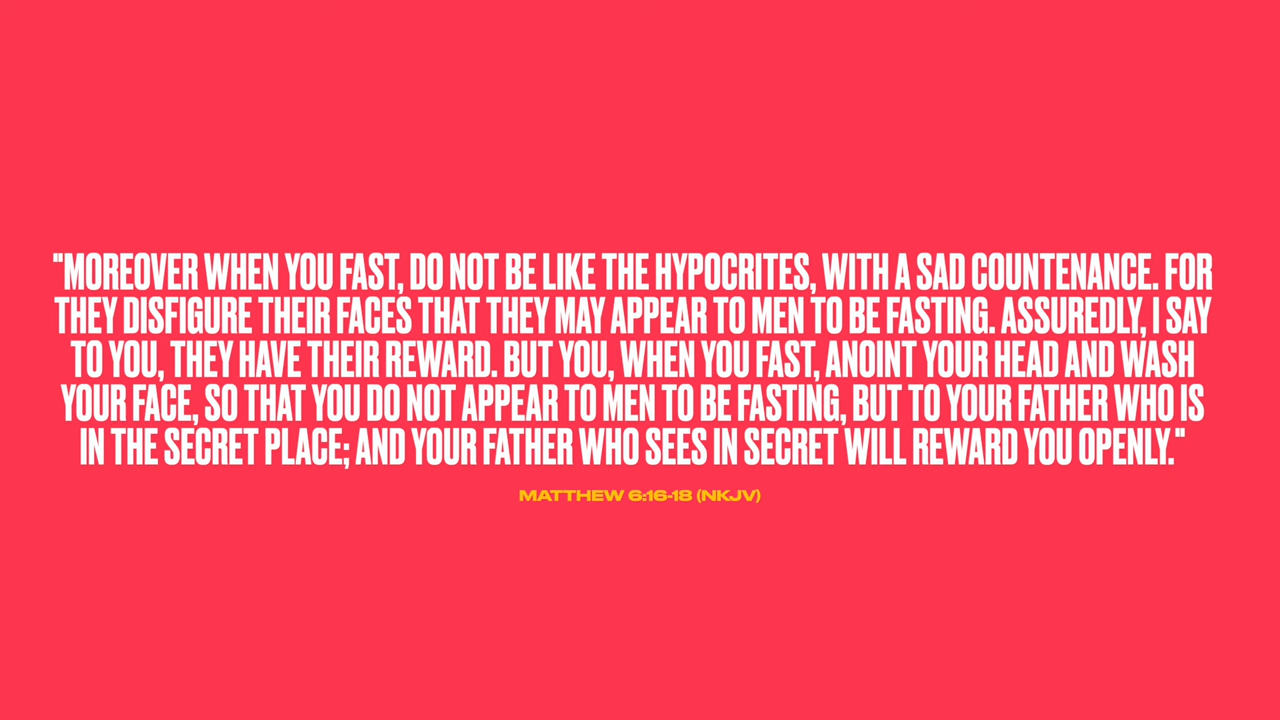 "MOREOVER WHEN YOU FAST, DO NOT BE LIKE THE HYPOCRITES, WITH A SAD COUNTENANCE. FOR
THEY DISFIGURE THEIR FACES THAT THEY MAY APPEAR TO MEN TO BE FASTING. ASSUREDLY, I SAY
TO YOU, THEY HAVE THEIR REWARD. BUT YOU, WHEN YOU FAST, ANOINT YOUR HEAD AND WASH
YOUR FACE, SO THAT YOU DO NOT APPEAR TO MEN TO BE FASTING, BUT TO YOUR FATHER WHO IS
IN THE SECRET PLACE; AND YOUR FATHER WHO SEES IN SECRET WILL REWARD YOU OPENLY."
MATTHEW 6:16-18 (NKJV)